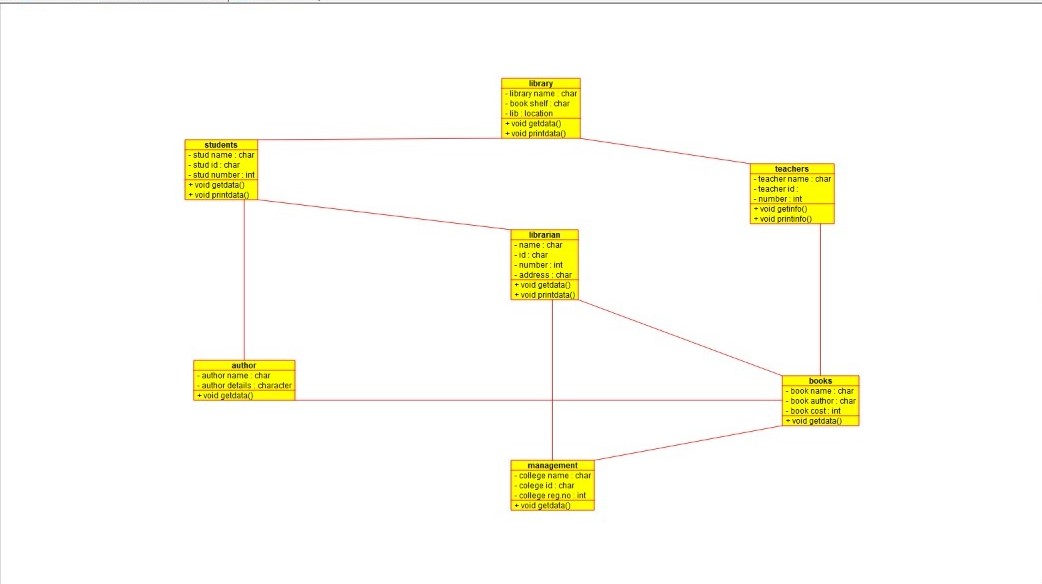 library
- library name : char
- book shelf : char
- lib : location
+ void getdata()
+ void printdata()
students
- stud name : char
- stud id : char
- stud number : int
+ void getdata()
+ void printdata()
teachers
- teacher name : char
- teacher id :
- number : int
+ void getinfo()
+ void printinfo()
librarian
- name : char
- id : char
- number : int
- address : char
+ void getdata()
+ void printdata()
author
- author name : char
- author details : character
+ void getdata()
books
- book name : char
- book author : char
- book cost : int
+ void getdata()
management
- college name : char
- colege id : char
- college reg.no : int
+ void getdata()